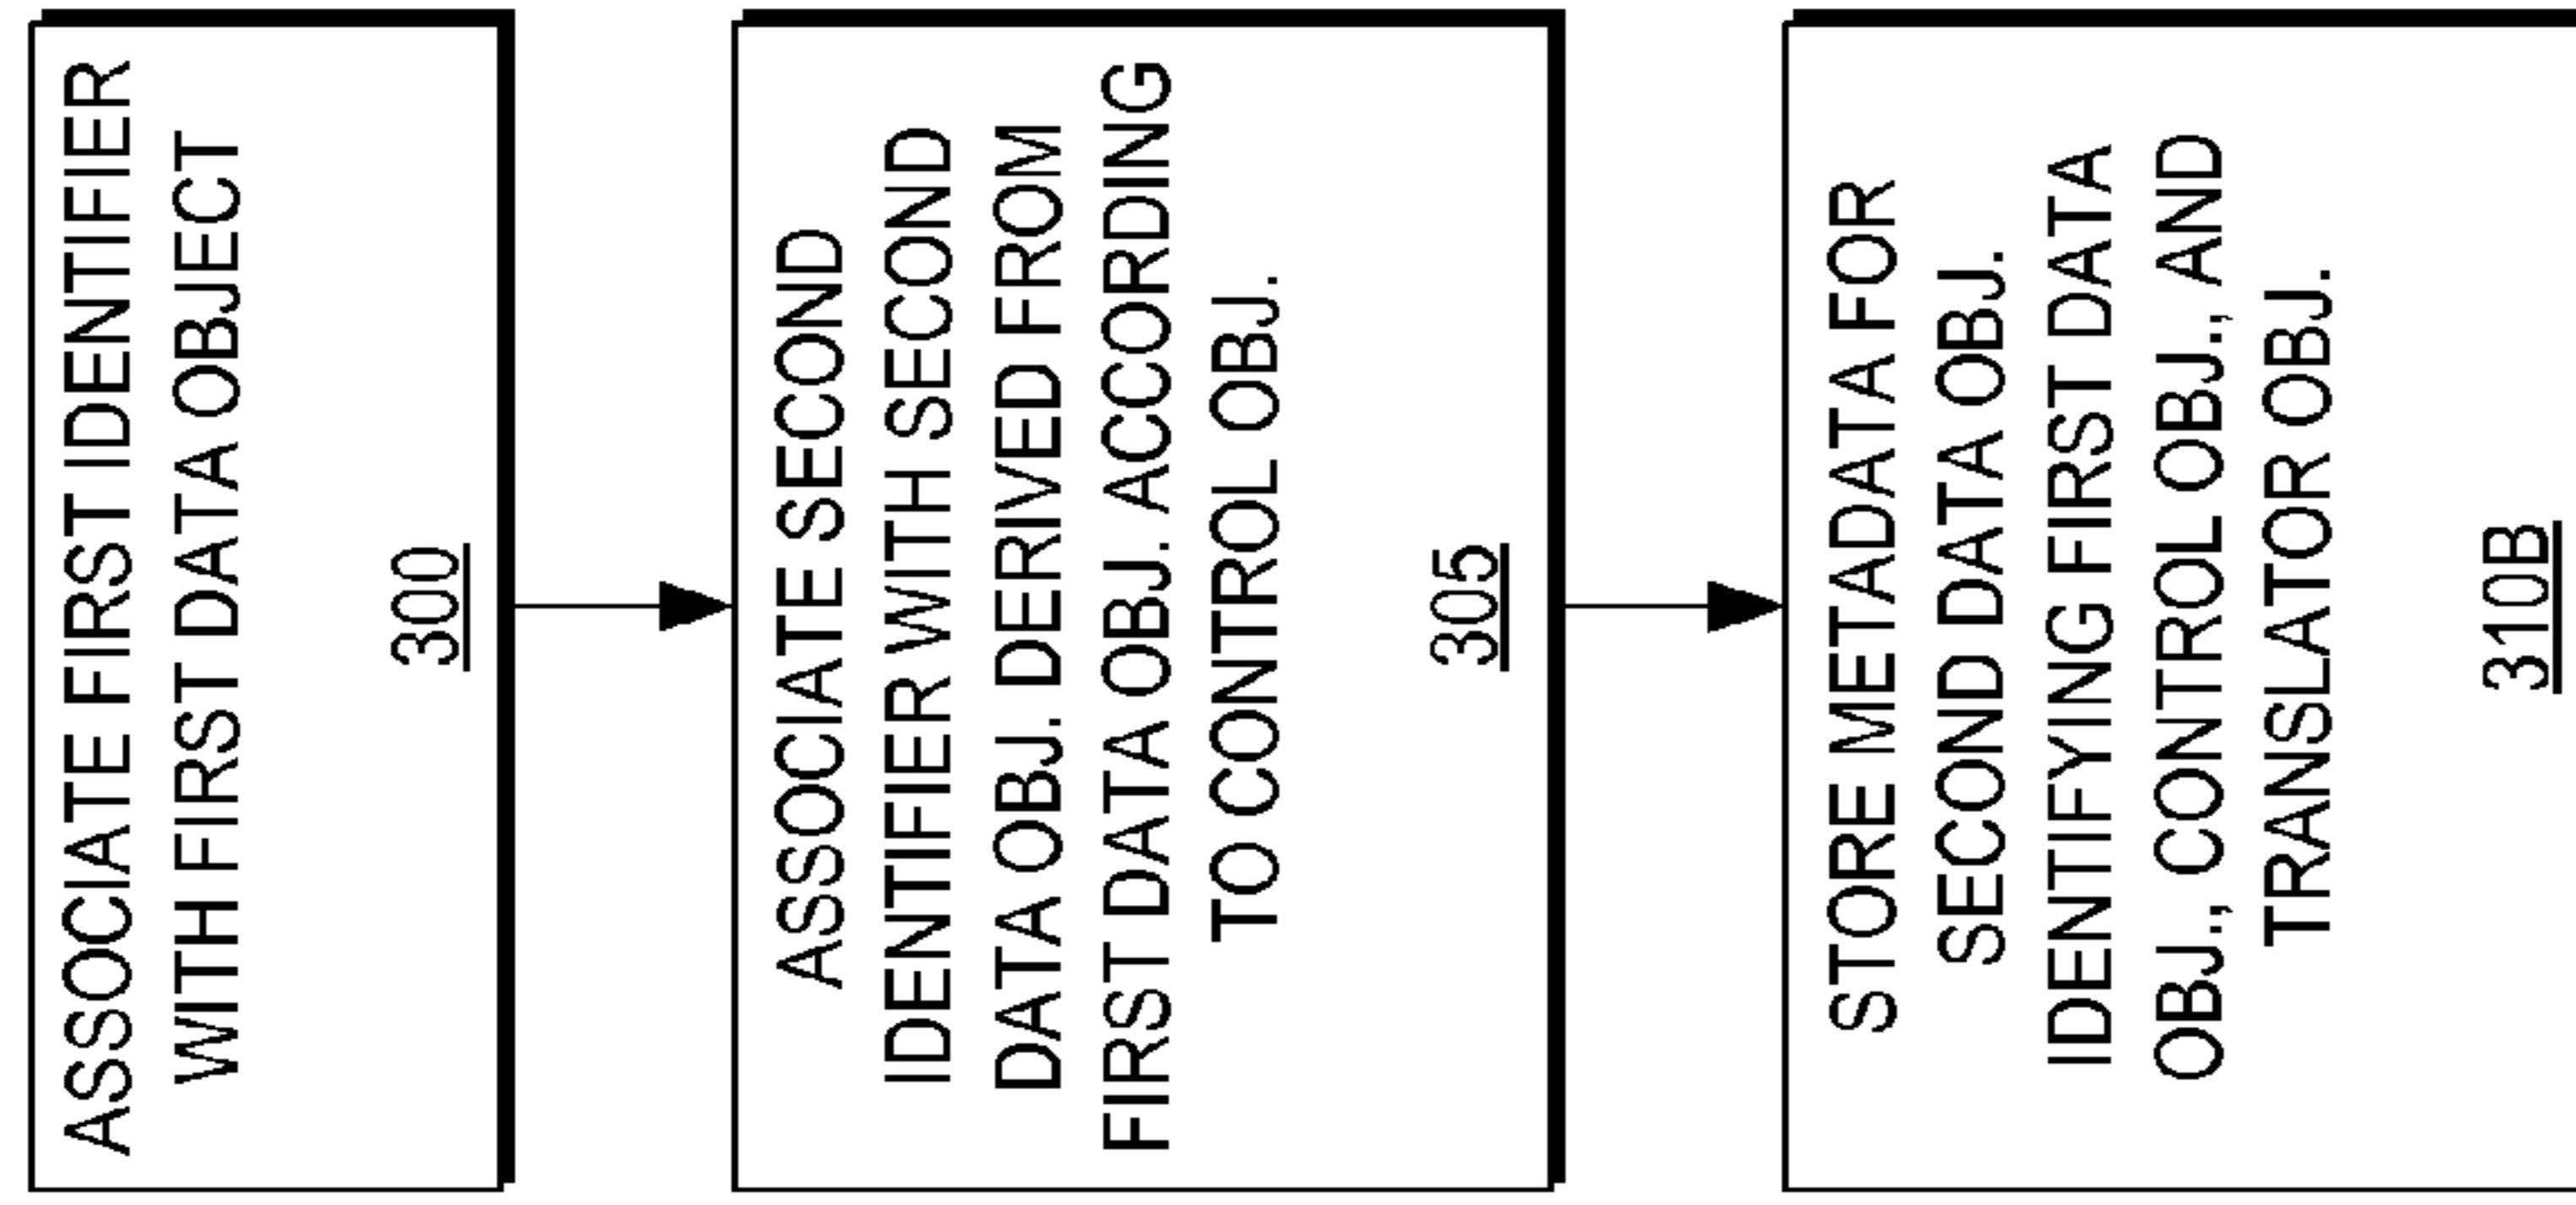 ASSOCIATE FIRST IDENTIFIER
WITH FIRST DATA OBJECT
300
ASSOCIATE SECOND
IDENTIFIER WITH SECOND
DATA OBJ. DERIVED FROM
FIRST DATA OBJ. ACCORDING
TO CONTROL OBJ.
305
STORE METADATA FOR
SECOND DATA OBJ.
IDENTIFYING FIRST DATA
OBJ., CONTROL OBJ., AND
TRANSLATOR OBJ.
310B